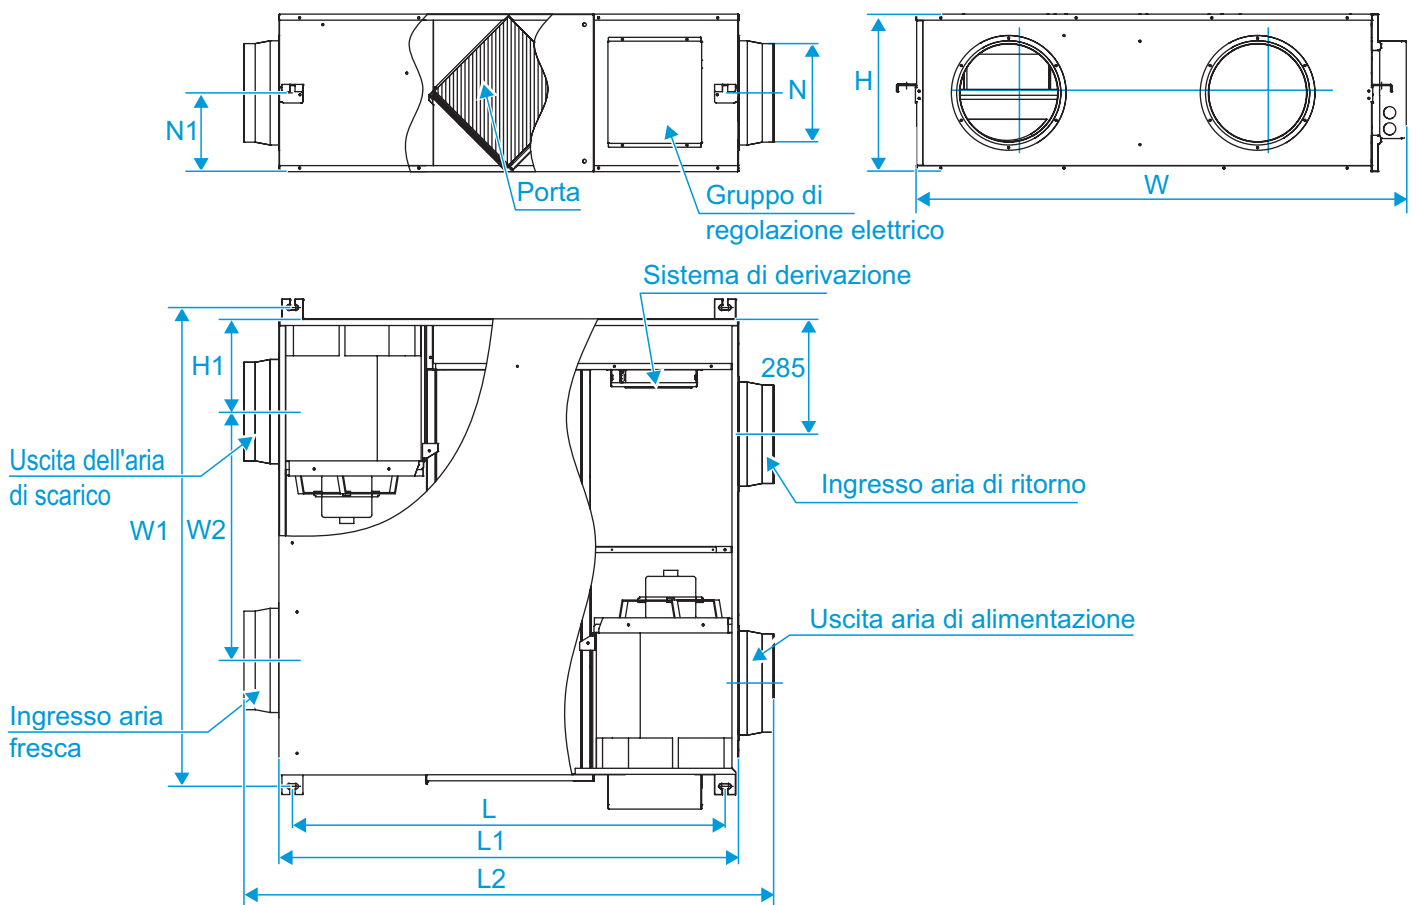 H
N
N1
W
Porta
Gruppo di
regolazione elettrico
Sistema di derivazione
H1
285
Uscita dell'aria
di scarico
Ingresso aria di ritorno
W1
W2
Uscita aria di alimentazione
Ingresso aria
fresca
L
L1
L2